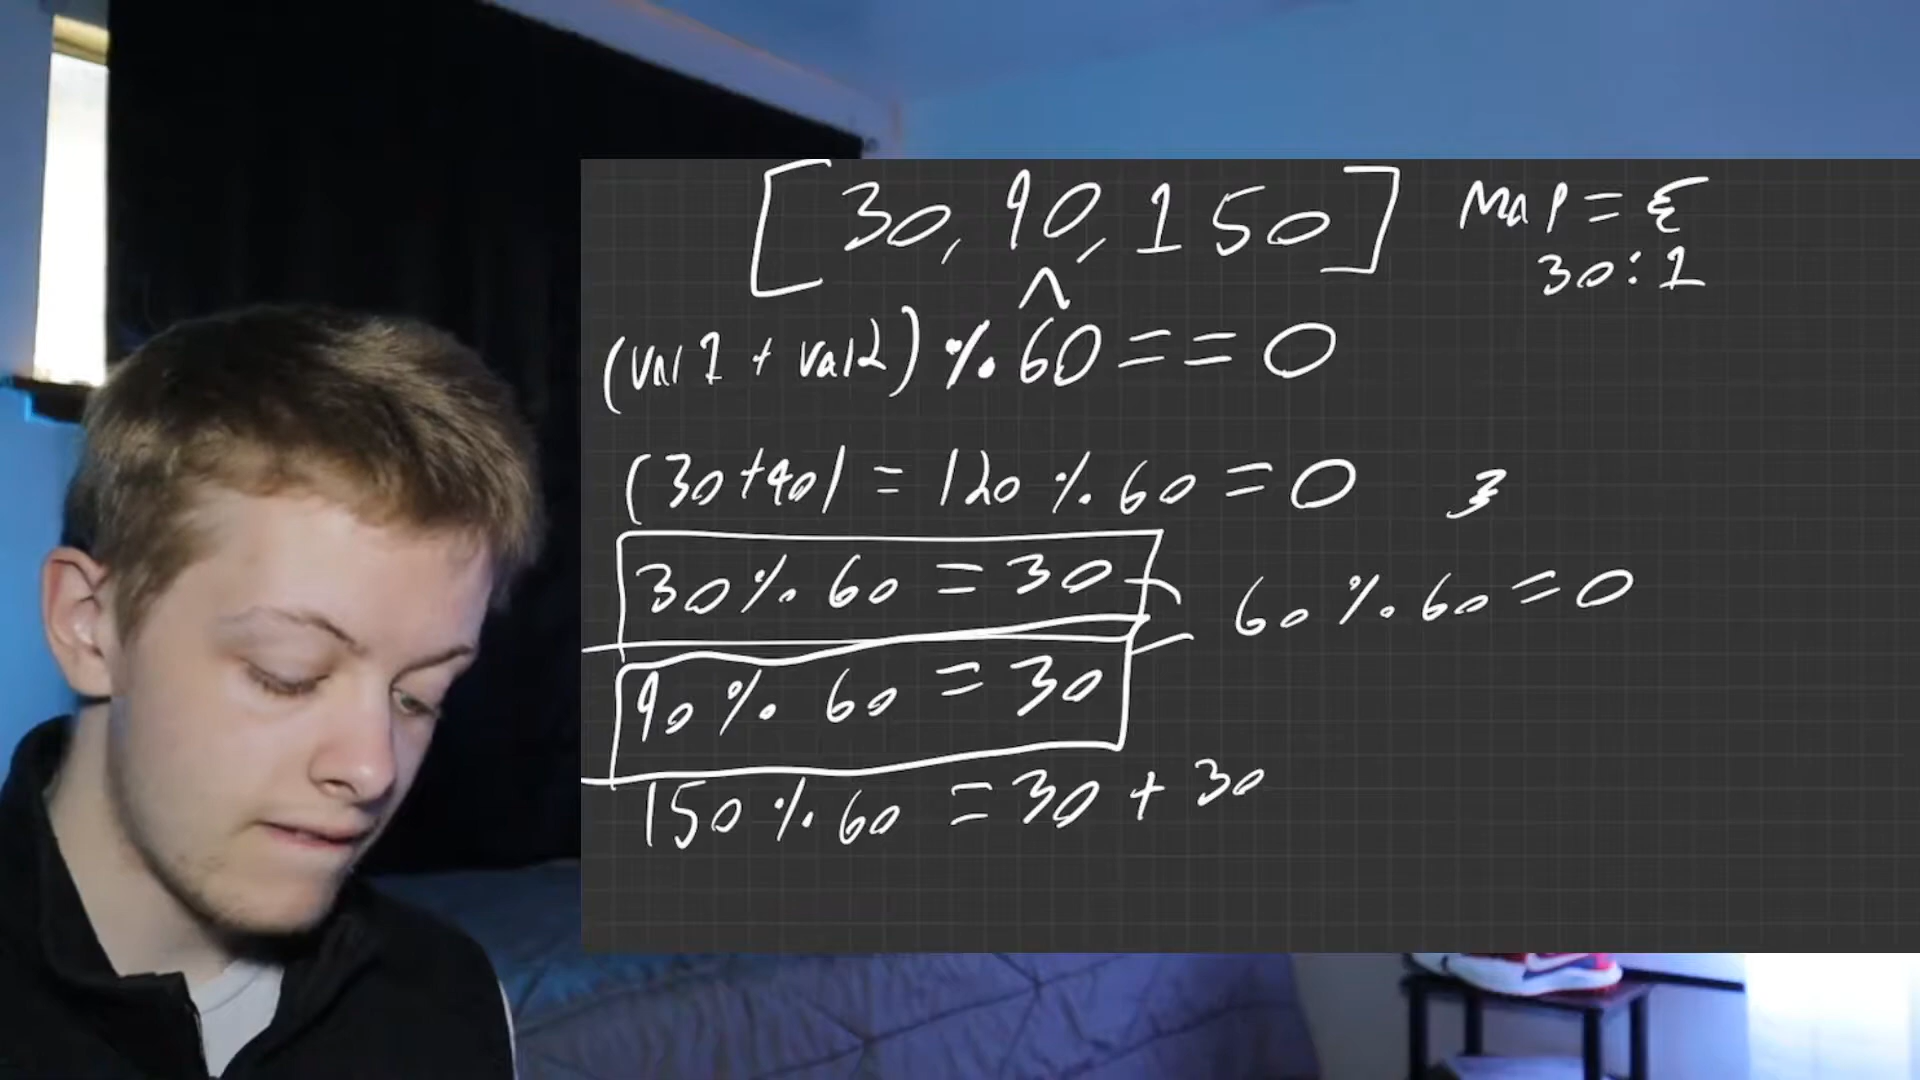 [30, 90, 150]
map = {
30:1
^
(val1 + val2) % 60 == 0
(30+90) = 120 % 60 = 0
}
30 % 60 = 30
60 % 60 = 0
90 % 60 = 30
150 % 60 = 30 + 30